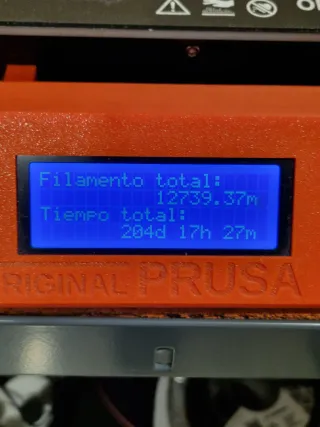 Filamento total:
12739.37m
Tiempo total:
204d 17h 27m
RIGINAL PRUSA